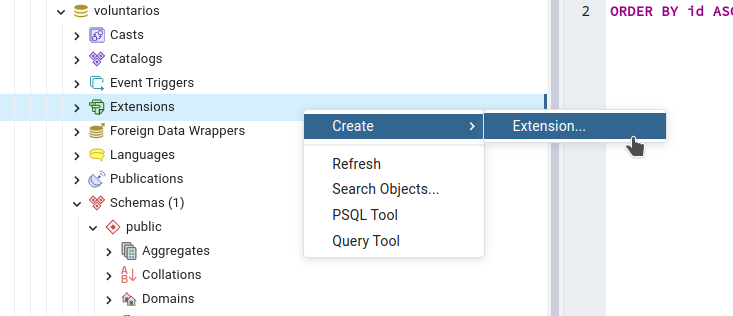 voluntarios
Casts
Catalogs
Event Triggers
Extensions
Foreign Data Wrappers
Languages
Publications
Schemas (1)
public
Aggregates
Collations
Domains
Create
Refresh
Search Objects...
PSQL Tool
Query Tool
Extension...
2 ORDER BY id ASC